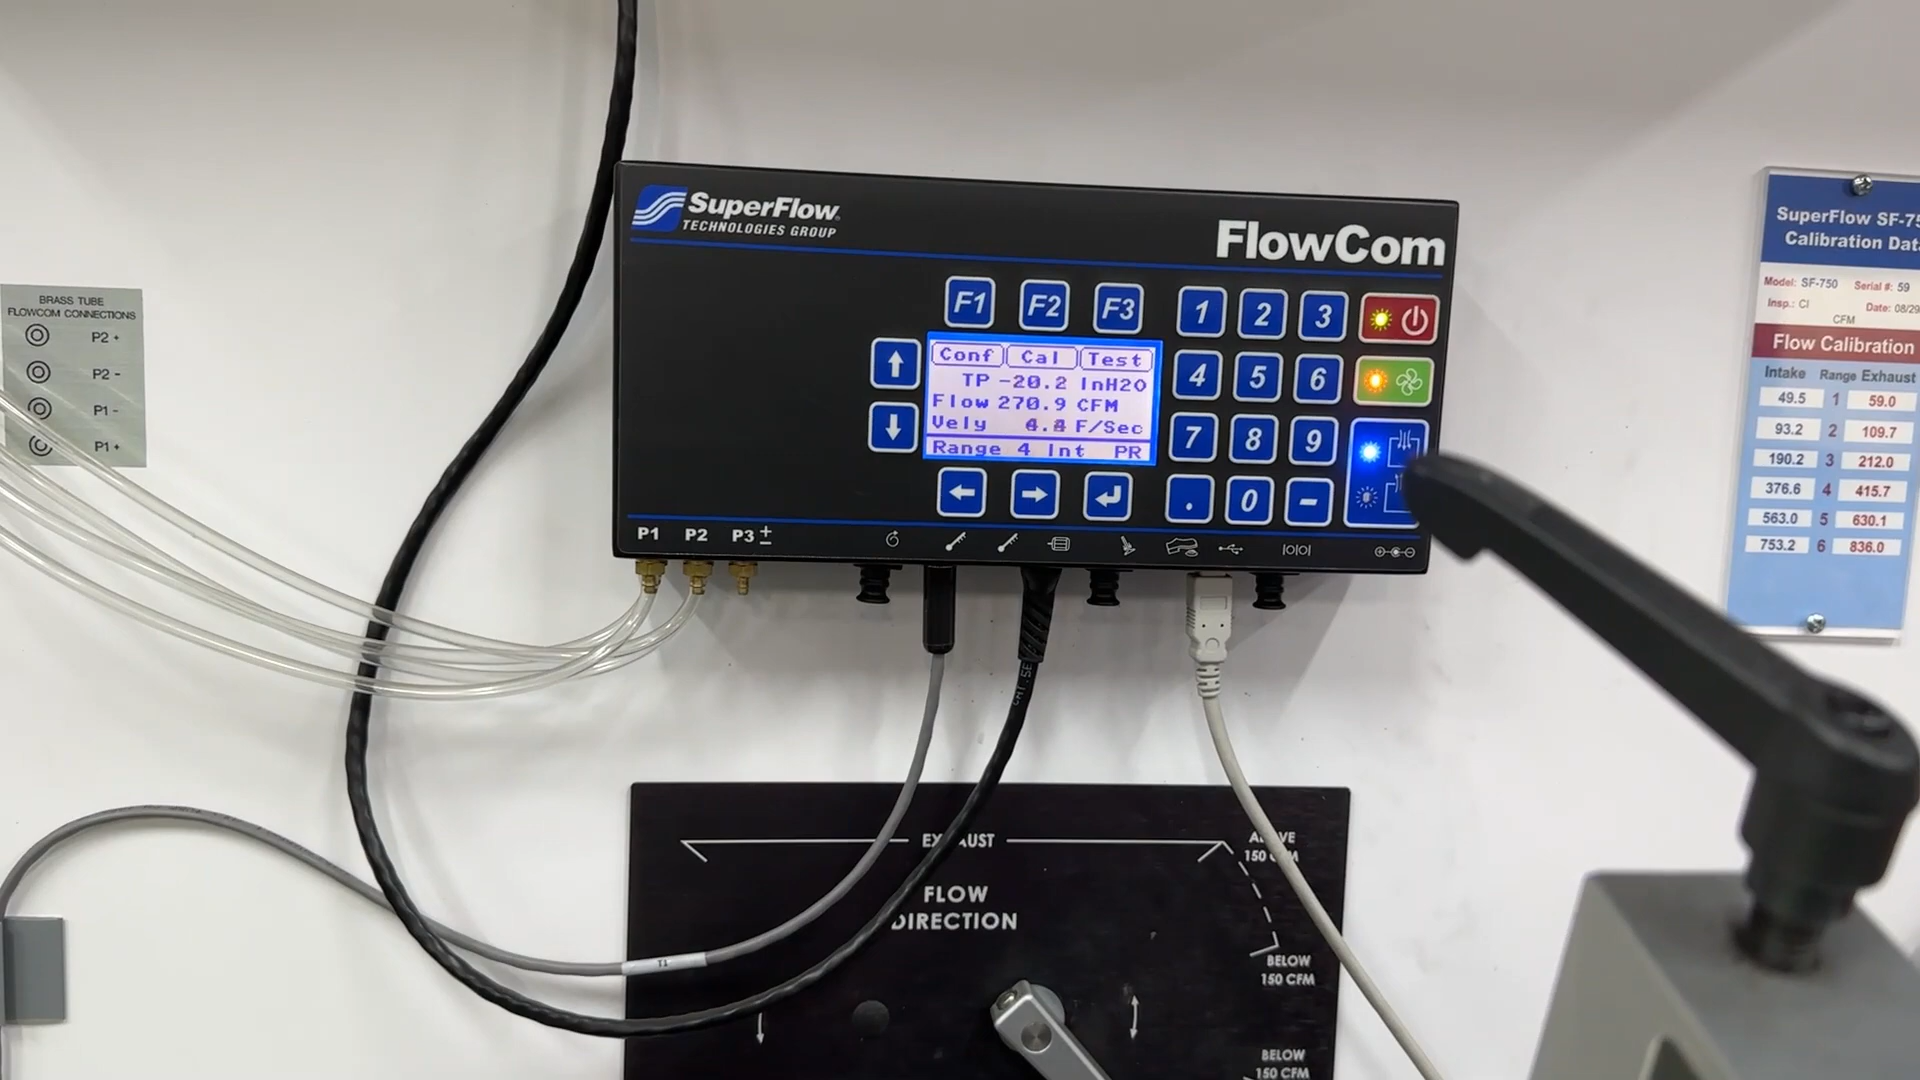 BRASS TUBE
FLOWCOM CONNECTIONS
P2 +
P2 -
P1 -
P1 +
SuperFlow
TECHNOLOGIES GROUP
FlowCom
F1 F2 F3
1 2 3
4 5 6
7 8 9
. 0 -
Conf Cal Test
TP -20.2 InH2O
Flow 270.9 CFM
Vely F/Sec
Range 4 Int PR
P1 P2 P3 ±
SuperFlow SF-75
Calibration Dat
Model: SF-750 Serial #: 59
Insp.: CI Date: 08/29
CFM
Flow Calibration
Intake Range Exhaust
49.5 1 59.0
93.2 2 109.7
190.2 3 212.0
376.6 4 415.7
563.0 5 630.1
753.2 6 836.0
T1
EXHAUST
ABOVE
150 CFM
FLOW
DIRECTION
BELOW
150 CFM
BELOW
150 CFM